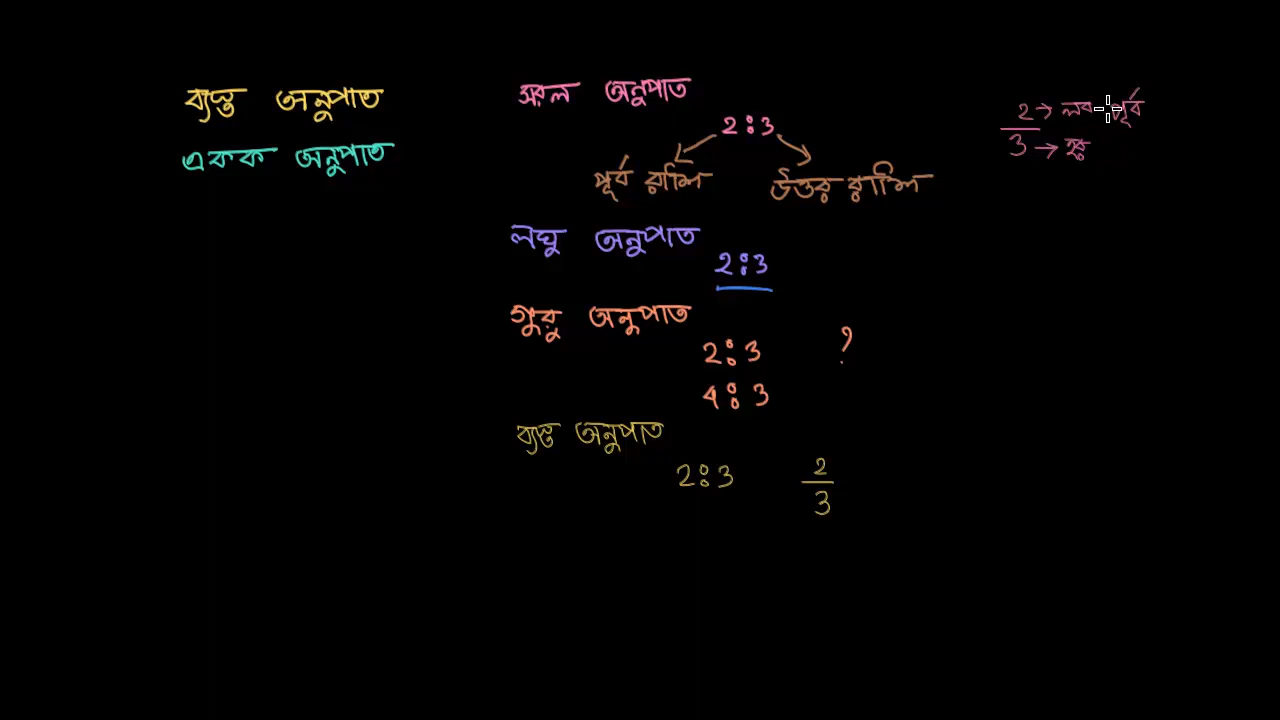 ব্যস্ত অনুপাত
একক অনুপাত
সরল অনুপাত
2 : 3
পূর্ব রাশি উত্তর রাশি
2 → লব পূর্ব
3 → হর
লঘু অনুপাত
2 : 3
গুরু অনুপাত
2 : 3 ?
4 : 3
ব্যস্ত অনুপাত
2 : 3 2
3